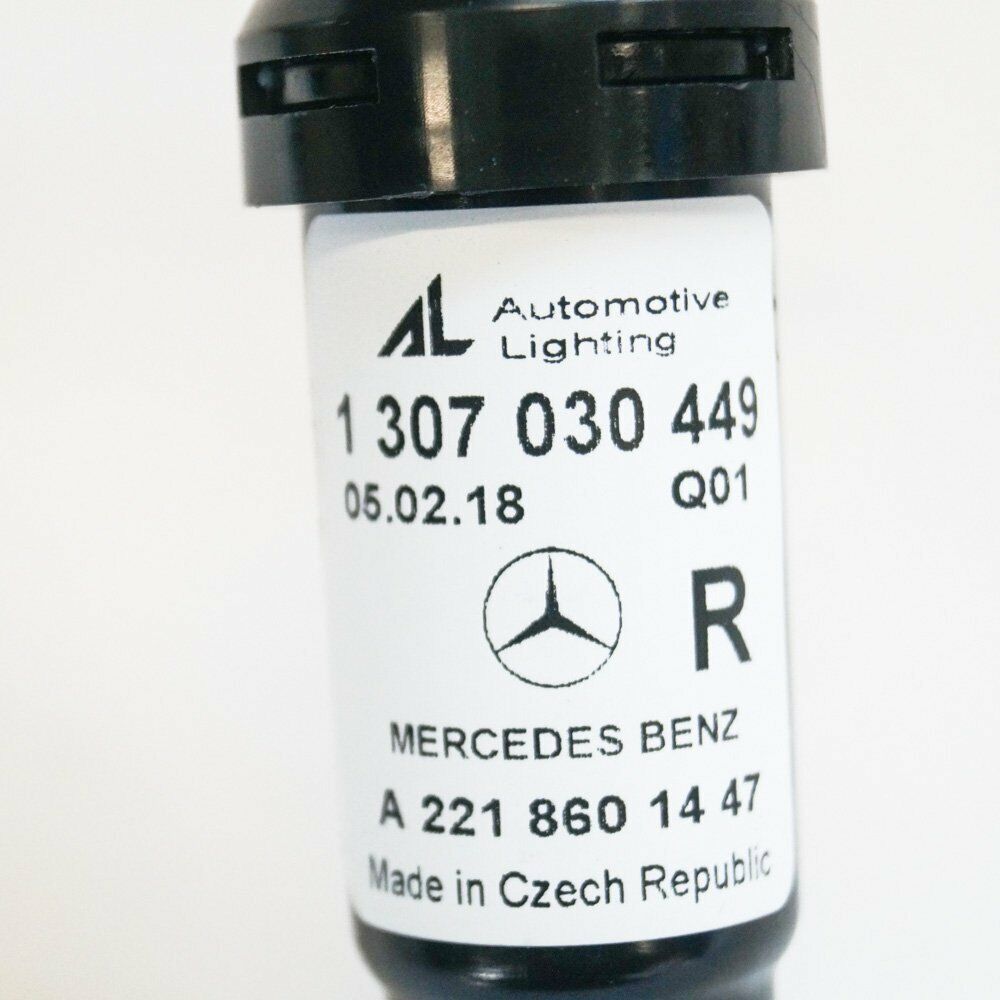 AL Automotive
Lighting
1 307 030 449
05.02.18 Q01
R
MERCEDES BENZ
A 221 860 14 47
Made in Czech Republic